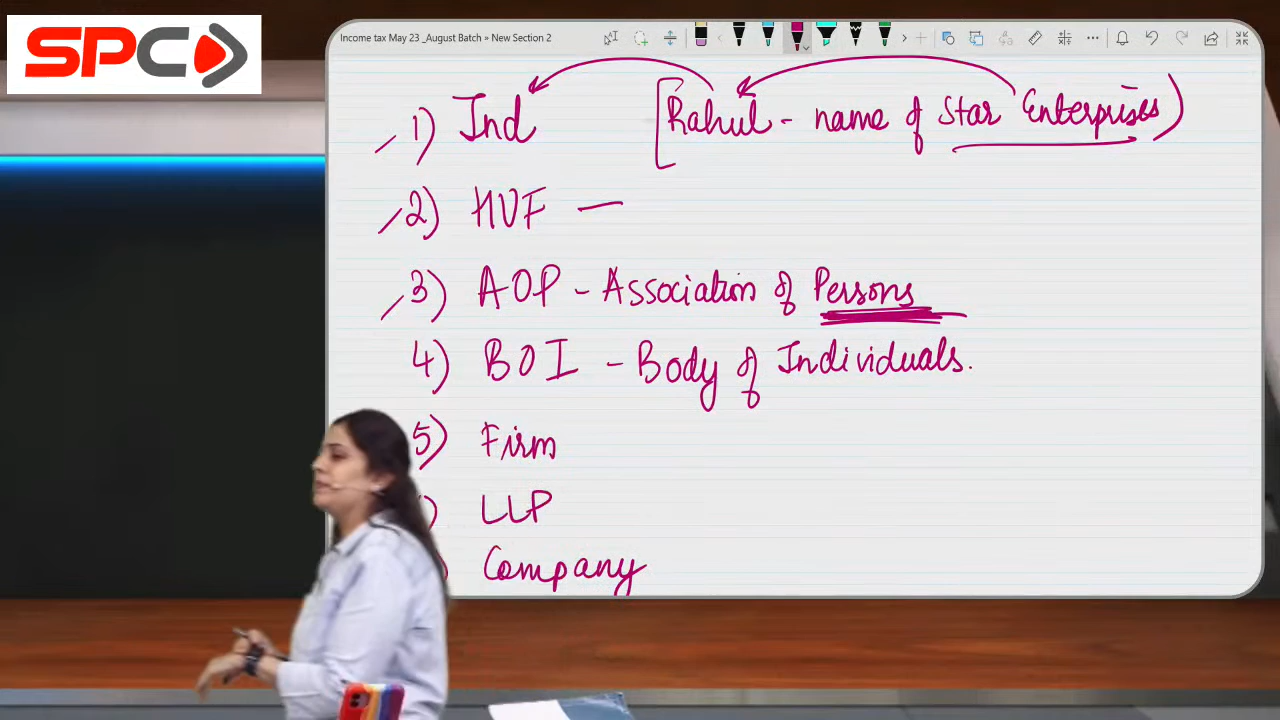 SPC
Income tax May 23 _August Batch » New Section 2
1) Ind [Rahul - name of Star Enterprises)
2) HUF —
3) AOP - Association of Persons
4) BOI - Body of Individuals.
5) Firm
LLP
Company